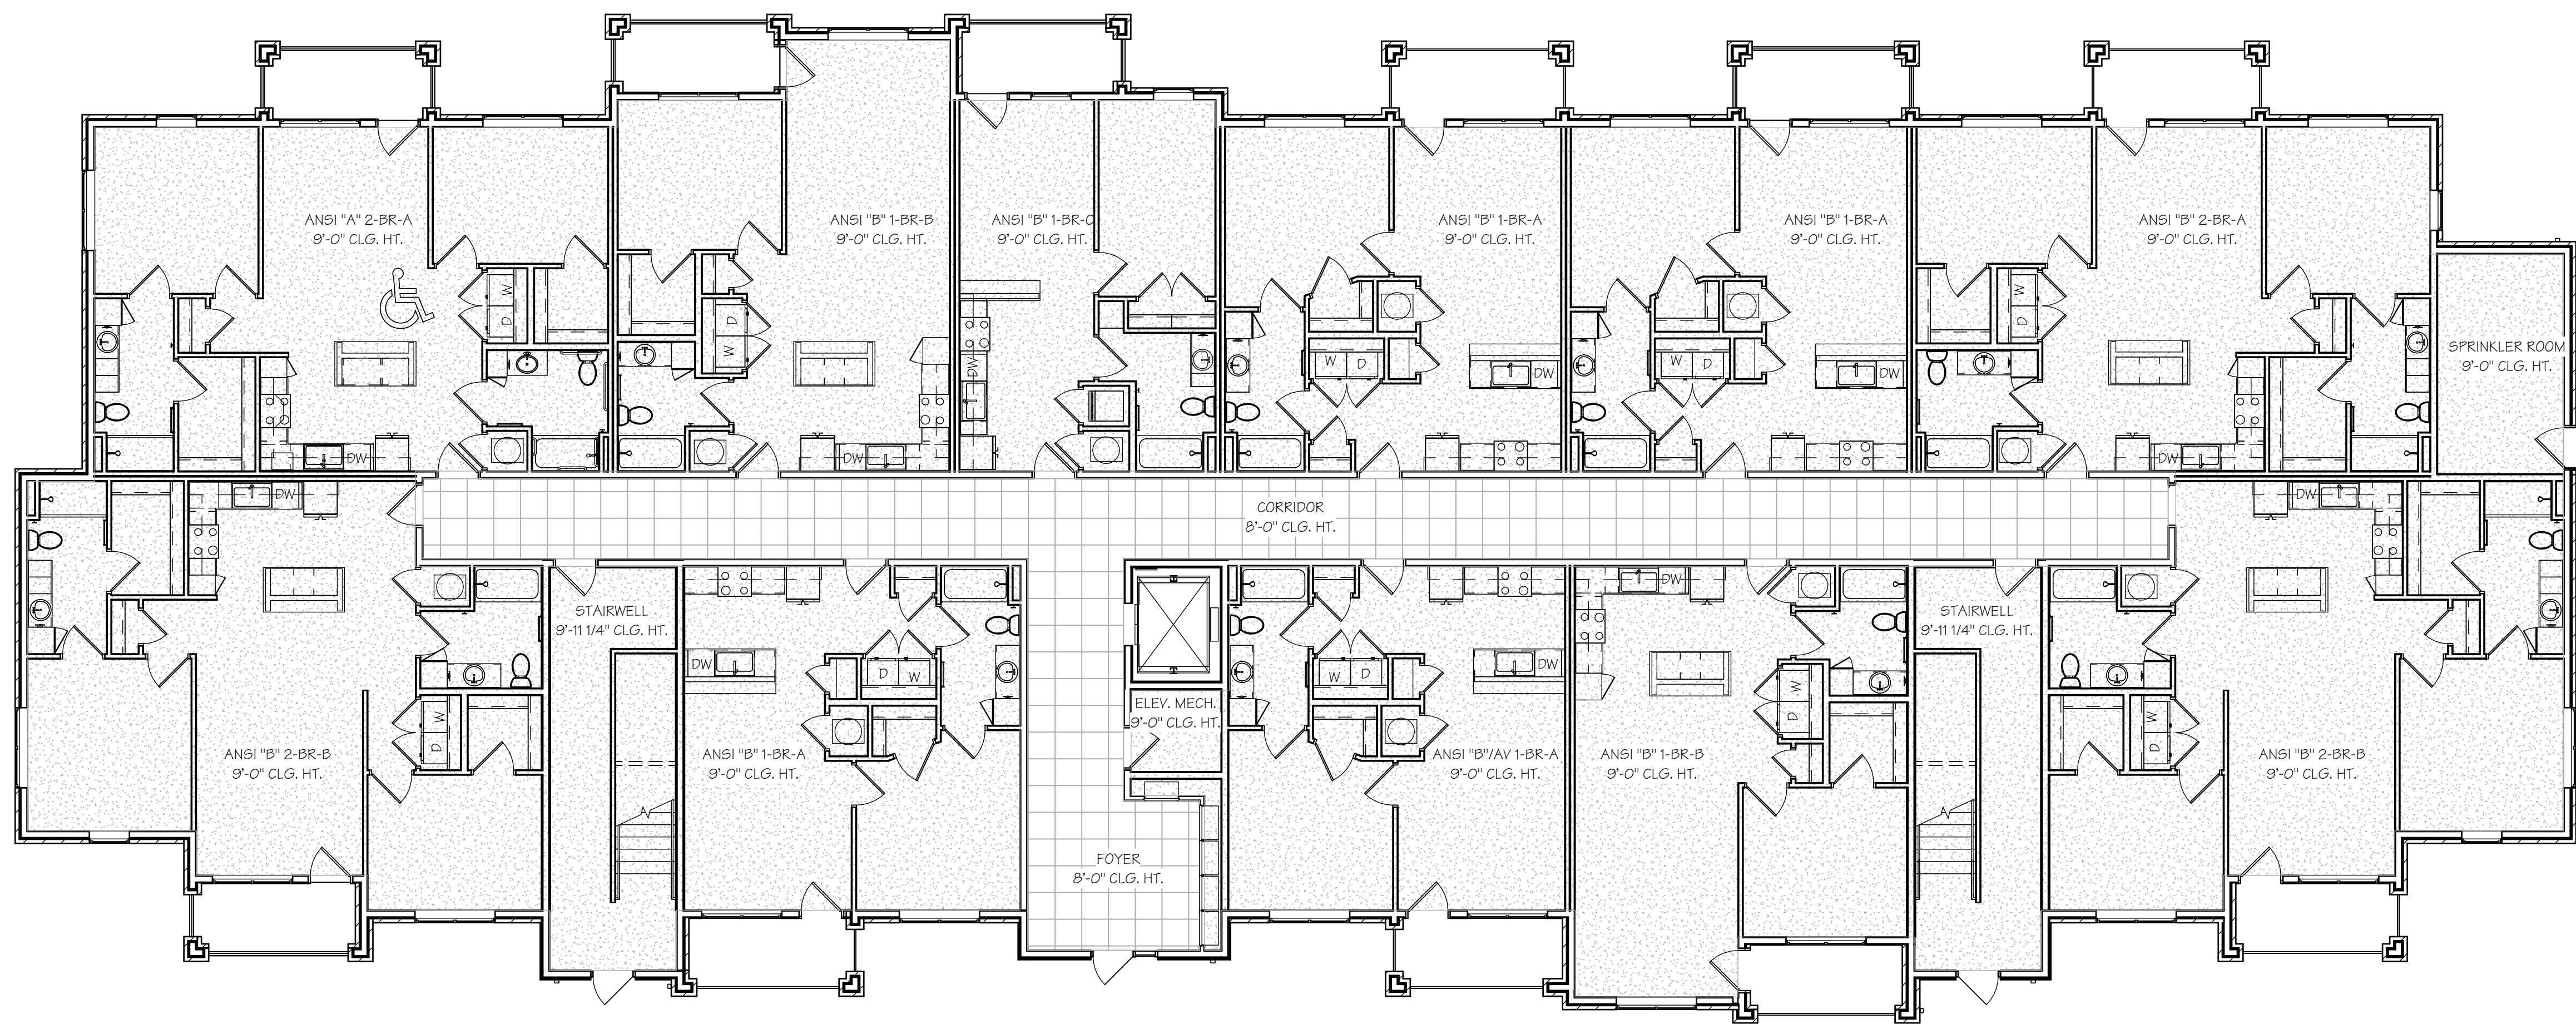 ANSI "A" 2-BR-A
9'-0" CLG. HT.
ANSI "B" 1-BR-B
9'-0" CLG. HT.
ANSI "B" 1-BR-C
9'-0" CLG. HT.
ANSI "B" 1-BR-A
9'-0" CLG. HT.
ANSI "B" 1-BR-A
9'-0" CLG. HT.
ANSI "B" 2-BR-A
9'-0" CLG. HT.
W
D
D
W
W
D
SPRINKLER ROOM
9'-0" CLG. HT.
DW
W D
W D
DW
DW
DW
DW
DW
CORRIDOR
8'-0" CLG. HT.
DW
DW
DW
STAIRWELL
9'-11 1/4" CLG. HT.
STAIRWELL
9'-11 1/4" CLG. HT.
DW
D W
W D
DW
W
D
ELEV. MECH.
9'-0" CLG. HT.
W
D
W
D
ANSI "B" 2-BR-B
9'-0" CLG. HT.
ANSI "B" 1-BR-A
9'-0" CLG. HT.
ANSI "B"/AV 1-BR-A
9'-0" CLG. HT.
ANSI "B" 1-BR-B
9'-0" CLG. HT.
ANSI "B" 2-BR-B
9'-0" CLG. HT.
FOYER
8'-0" CLG. HT.